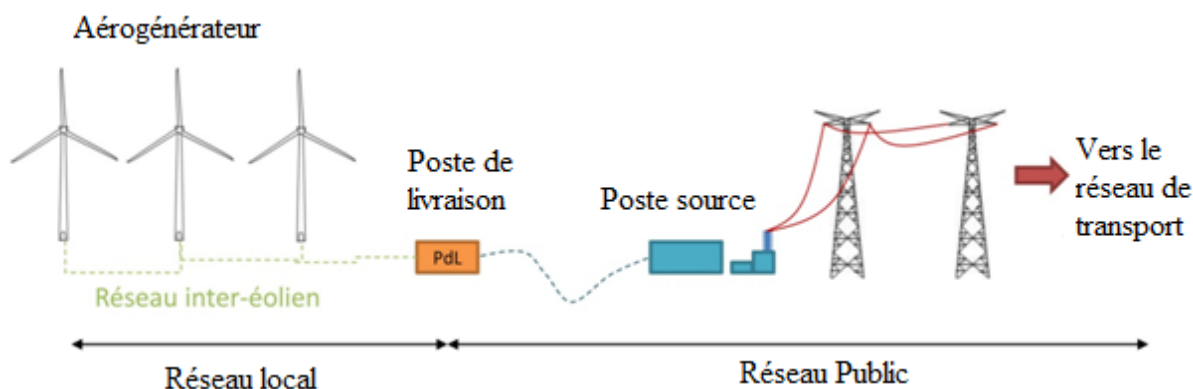 Aérogénérateur
Poste de
livraison
Poste source
Vers le
réseau de
transport
PdL
Réseau inter-éolien
Réseau local
Réseau Public